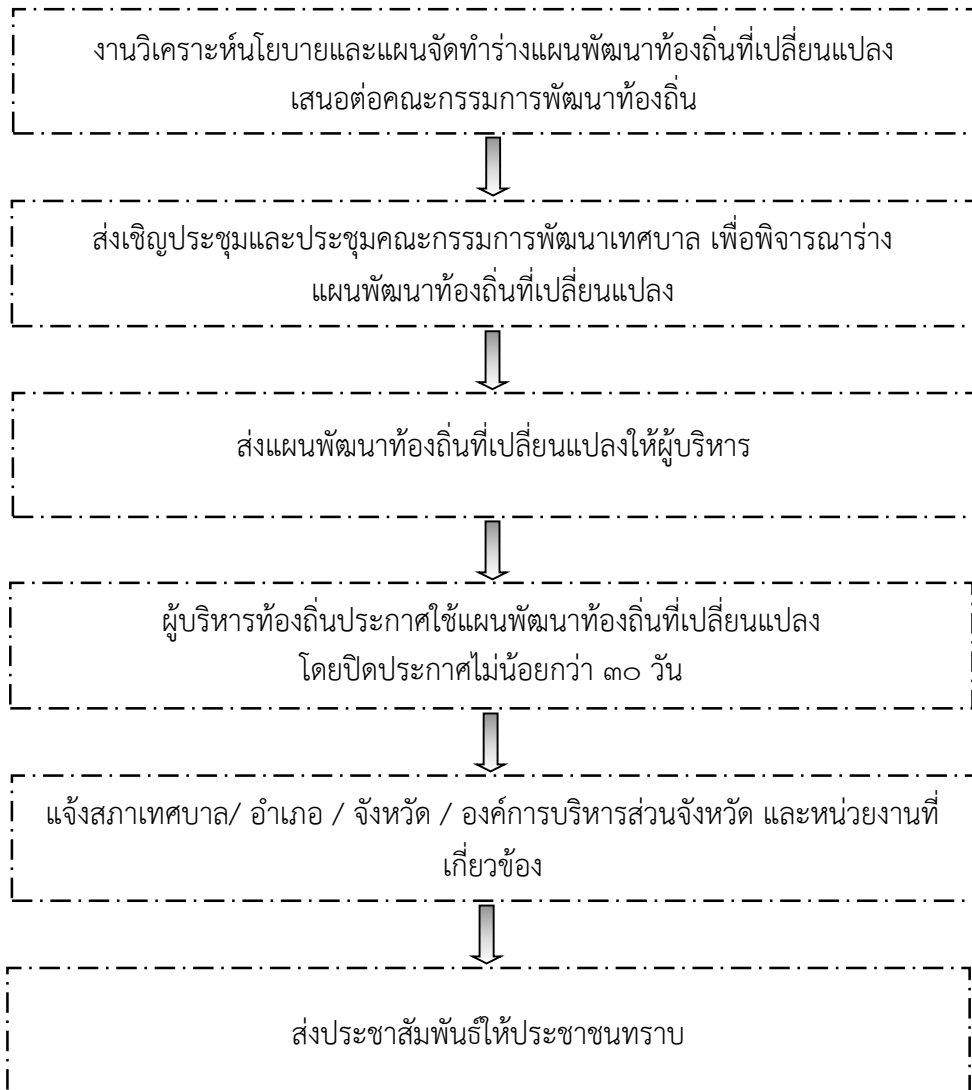 งานวิเคราะห์นโยบายและแผนจัดทำร่างแผนพัฒนาท้องถิ่นที่เปลี่ยนแปลง
เสนอต่อคณะกรรมการพัฒนาท้องถิ่น
ส่งเชิญประชุมและประชุมคณะกรรมการพัฒนาเทศบาล เพื่อพิจารณาร่าง
แผนพัฒนาท้องถิ่นที่เปลี่ยนแปลง
ส่งแผนพัฒนาท้องถิ่นที่เปลี่ยนแปลงให้ผู้บริหาร
ผู้บริหารท้องถิ่นประกาศใช้แผนพัฒนาท้องถิ่นที่เปลี่ยนแปลง
โดยปิดประกาศไม่น้อยกว่า ๓๐ วัน
แจ้งสภาเทศบาล/ อำเภอ / จังหวัด / องค์การบริหารส่วนจังหวัด และหน่วยงานที่
เกี่ยวข้อง
ส่งประชาสัมพันธ์ให้ประชาชนทราบ